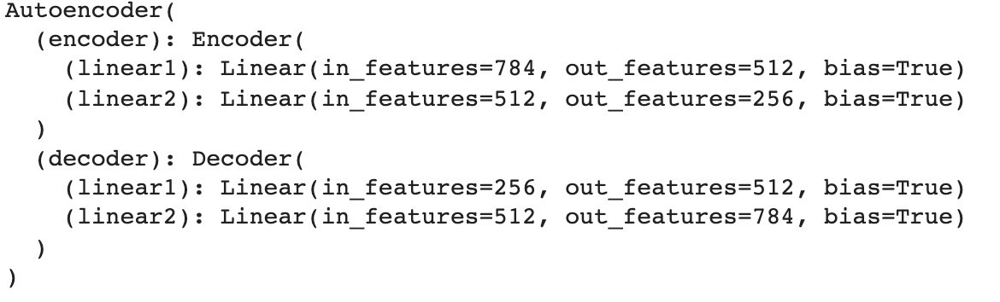 Autoencoder(
  (encoder): Encoder(
    (linear1): Linear(in_features=784, out_features=512, bias=True)
    (linear2): Linear(in_features=512, out_features=256, bias=True)
  )
  (decoder): Decoder(
    (linear1): Linear(in_features=256, out_features=512, bias=True)
    (linear2): Linear(in_features=512, out_features=784, bias=True)
  )
)